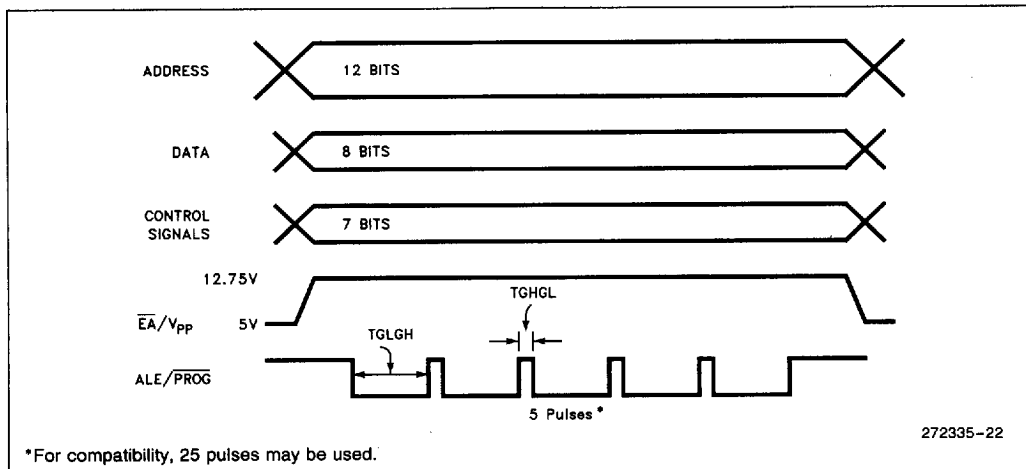 ADDRESS
12 BITS
DATA
8 BITS
CONTROL
SIGNALS
7 BITS
12.75V
TGHGL
EA/VPP
5V
TGLGH
ALE/PROG
5 Pulses*
272335-22
*For compatibility, 25 pulses may be used.